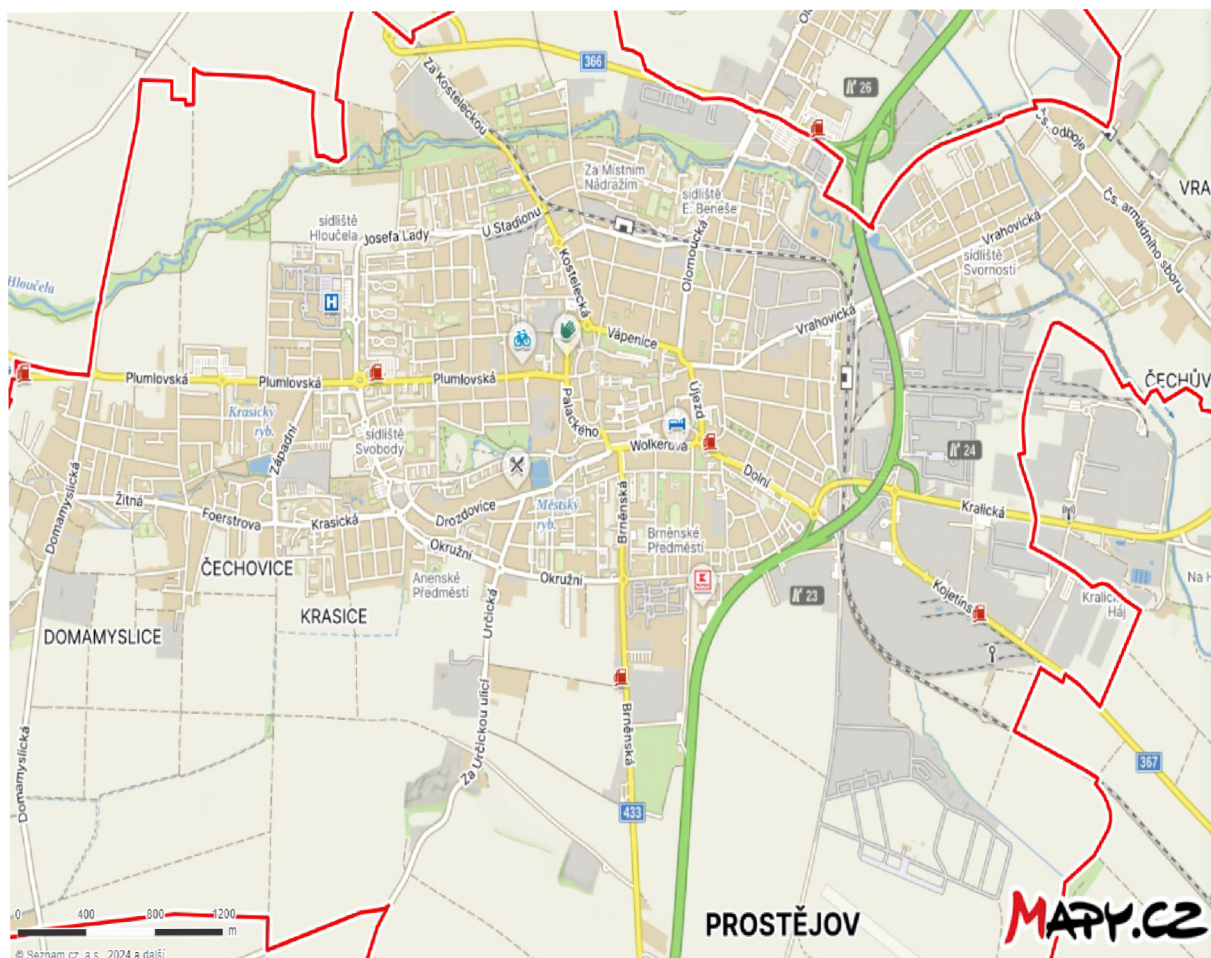 366
26
Za Kosteleckou
Čs. odboje
Za Místním
Nádražím
sídliště
E. Beneše
VRA
Čs. armádního sboru
sídliště
Hloučela
Josefa Lady
U Stadionu
Kostelecká
Olomoucká
Vrahovická
sídliště
Svornosti
Hloučela
H
Vápenice
Vrahovická
Plumlovská
Plumlovská
Plumlovská
ČECHŮV
Krasický
ryb.
Palackého
Újezd
Západní
sídliště
Svobody
Wolkerova
24
Dolní
Žitná
Foerstrova
Krasická
Drozdovice
Městský
ryb.
Brněnská
Kralická
Domamyslická
Okružní
Brněnské
Předměstí
ČECHOVICE
Anenské
Předměstí
Okružní
K
23
Kojetíns
Na H
Kralick
Háj
KRASICE
Určická
DOMAMYSLICE
Domamyslická
Za Určickou ulicí
Brněnská
367
433
0 400 800 1200
m
PROSTĚJOV
MAPY.CZ
© Seznam.cz, a.s., 2024 a další